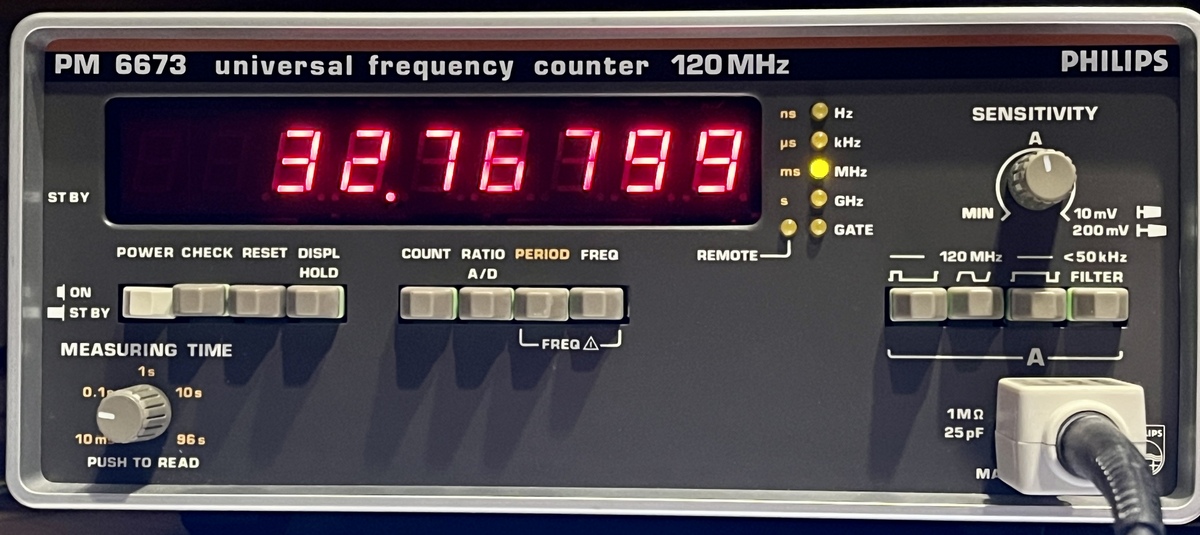 PM 6673 universal frequency counter 120 MHz PHILIPS
32.76799
ns Hz
µs kHz
ms MHz
s GHz
GATE
REMOTE
ST BY
SENSITIVITY
A
MIN 10 mV
200 mV
POWER CHECK RESET DISPL HOLD
COUNT RATIO A/D PERIOD FREQ
120 MHz <50 kHz
FILTER
ON
ST BY
FREQ
A
MEASURING TIME
1s
0.1s 10s
10 ms 96 s
PUSH TO READ
1MΩ
25 pF